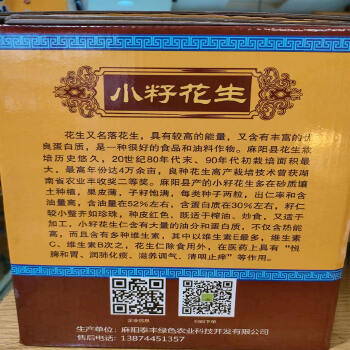 小籽花生
花生又名落花生，具有较高的能量，又含有丰富的优
良蛋白质，是一种很好的食品和油料作物。麻阳县花生栽
培历史悠久，20世纪80年代末、90年代初栽培面积最
大，最高年份达4万余亩，良种花生高产栽培技术曾获湖
南省农业丰收奖二等奖。麻阳县产的小籽花生多在砂质壤
土种植，果皮薄，子籽饱满，每荚种子两粒，出仁率和含
油量高，含油量在52%左右，含蛋白质在30%左右，籽仁
较小整齐如珍珠，种皮红色，既适于榨油、炒食，又适于
加工，小籽花生仁含有大量的油分和蛋白质，不仅含热能
高，而且含有多种维生素，其中以维生素E最多，维生素
C、维生素B次之，花生仁除食用外，在医药上具有“悦
脾和胃、润肺化痰、滋养调气、清咽止痒”等作用。
企业信息
扫码下单
生产单位：麻阳泰丰绿色农业科技开发有限公司
售后电话：13874451357